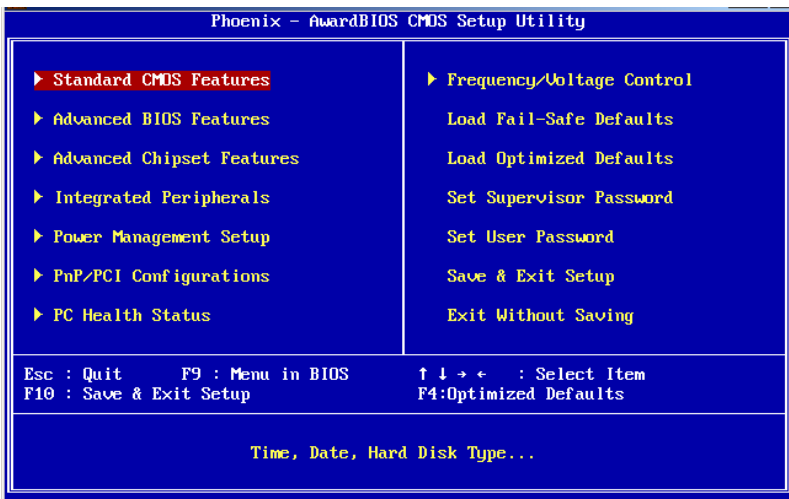 Phoenix - AwardBIOS CMOS Setup Utility
Standard CMOS Features
Advanced BIOS Features
Advanced Chipset Features
Integrated Peripherals
Power Management Setup
PnP/PCI Configurations
PC Health Status
Frequency/Voltage Control
Load Fail-Safe Defaults
Load Optimized Defaults
Set Supervisor Password
Set User Password
Save & Exit Setup
Exit Without Saving
Esc : Quit F9 : Menu in BIOS ↑ ↓ → ← : Select Item
F10 : Save & Exit Setup F4:Optimized Defaults
Time, Date, Hard Disk Type...